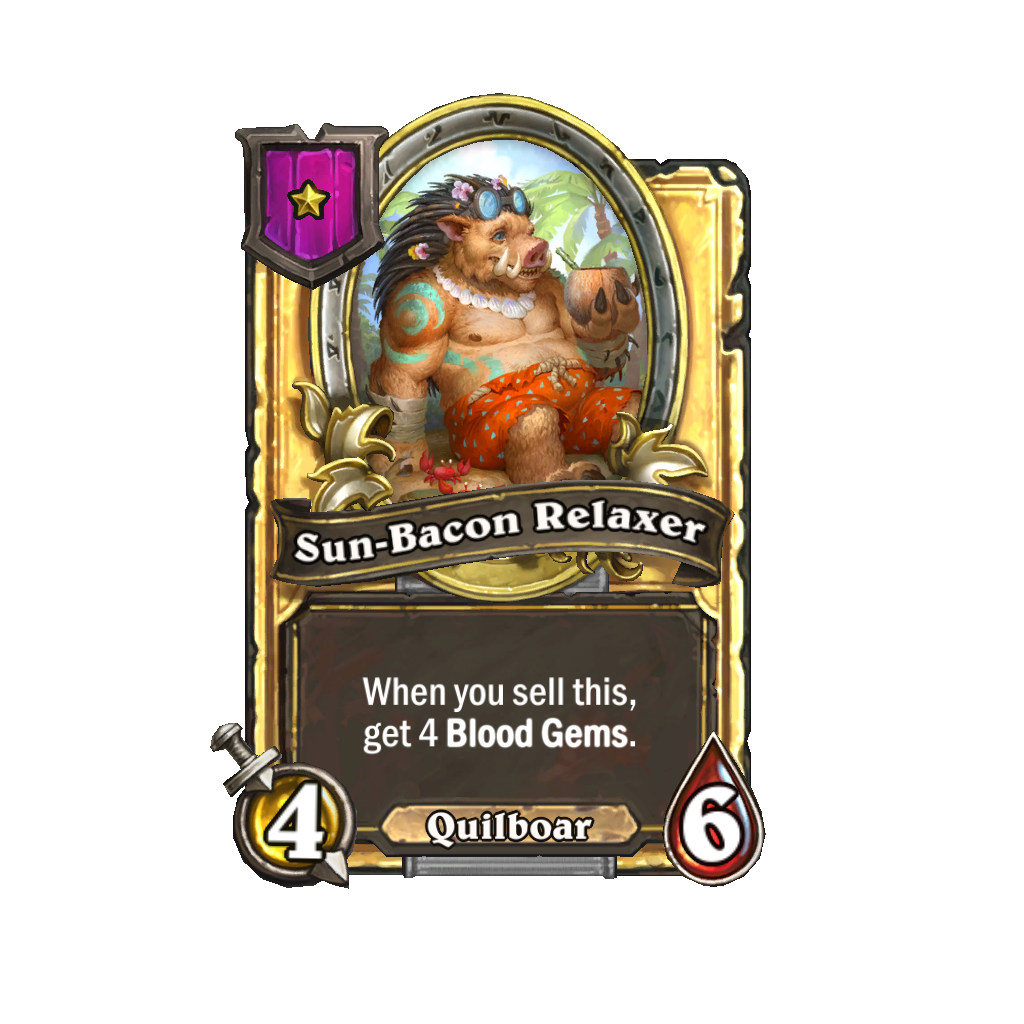 Sun-Bacon Relaxer
When you sell this,
get 4 Blood Gems.
4
Quilboar
6